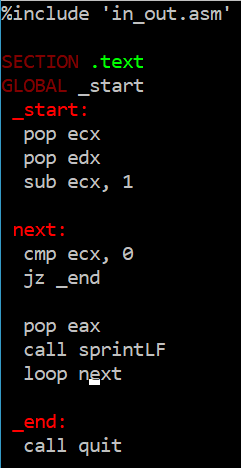 %include 'in_out.asm'
SECTION .text
GLOBAL _start
_start:
pop ecx
pop edx
sub ecx, 1
next:
cmp ecx, 0
jz _end
pop eax
call sprintLF
loop next
_end:
call quit